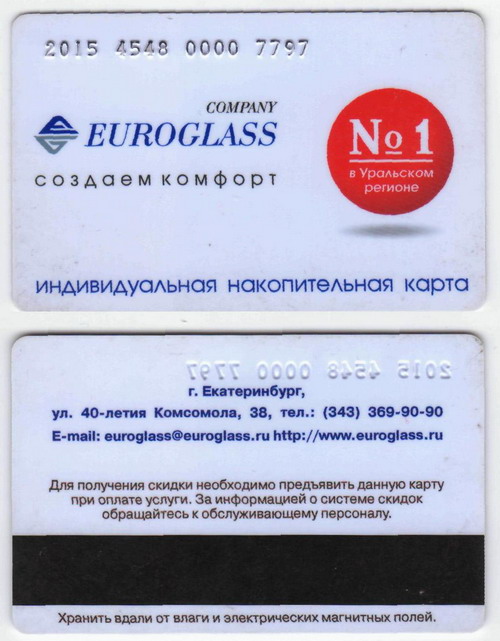 2015 4548 0000 7797
COMPANY
EUROGLASS
создаем комфорт
№1
в Уральском
регионе
индивидуальная накопительная карта
2015 4548 0000 7797
г. Екатеринбург,
ул. 40-летия Комсомола, 38, тел.: (343) 369-90-90
E-mail: euroglass@euroglass.ru http://www.euroglass.ru
Для получения скидки необходимо предъявить данную карту
при оплате услуги. За информацией о системе скидок
обращайтесь к обслуживающему персоналу.
Хранить вдали от влаги и электрических магнитных полей.